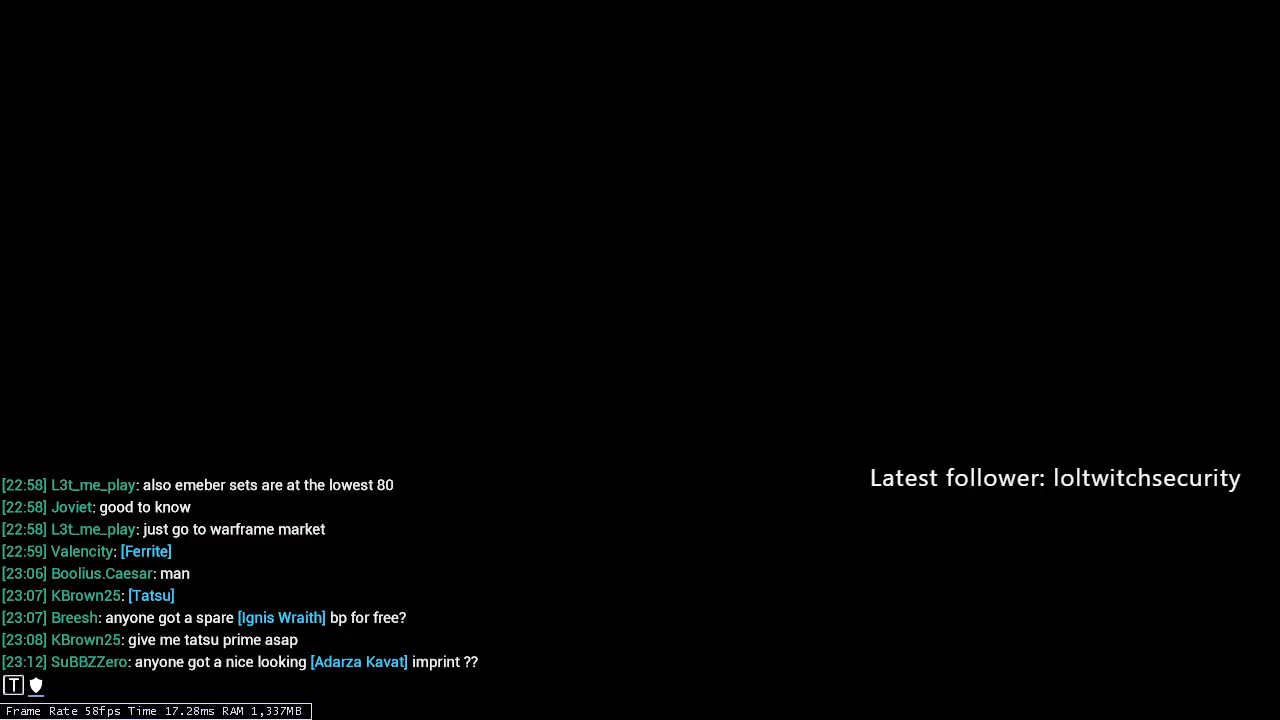 [22:58] L3t_me_play: also emeber sets are at the lowest 80
Latest follower: loltwitchsecurity
[22:58] Joviet: good to know
[22:58] L3t_me_play: just go to warframe market
[22:59] Valencity: [Ferrite]
[23:06] Boolius.Caesar: man
[23:07] KBrown25: [Tatsu]
[23:07] Breesh: anyone got a spare [Ignis Wraith] bp for free?
[23:08] KBrown25: give me tatsu prime asap
[23:12] SuBBZZero: anyone got a nice looking [Adarza Kavat] imprint ??
T
Frame Rate 58fps Time 17.28ms RAM 1,337MB